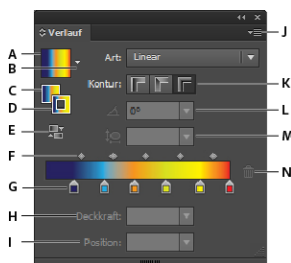 Verlauf
J
A
Art: Linear
B
Kontur:
K
C
D
0°
L
E
M
F
N
G
H
Deckkraft:
I
Position: